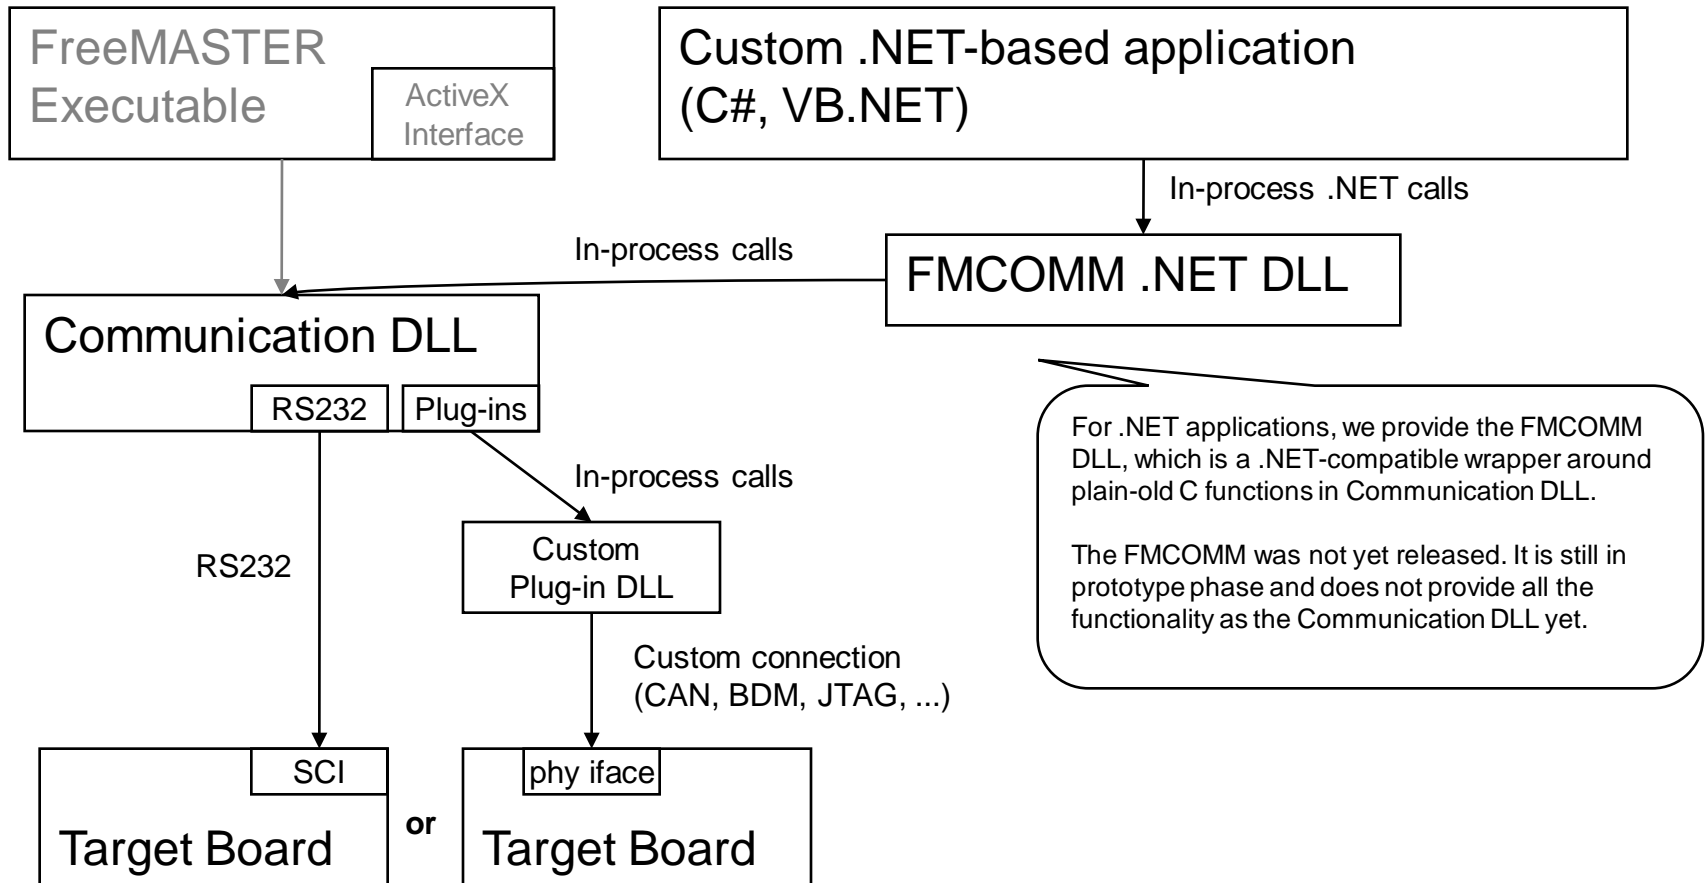 FreeMASTER
Executable
ActiveX
Interface
Custom .NET-based application
(C#, VB.NET)
In-process .NET calls
In-process calls
FMCOMM .NET DLL
Communication DLL
RS232
Plug-ins
For .NET applications, we provide the FMCOMM
DLL, which is a .NET-compatible wrapper around
plain-old C functions in Communication DLL.
The FMCOMM was not yet released. It is still in
prototype phase and does not provide all the
functionality as the Communication DLL yet.
In-process calls
RS232
Custom
Plug-in DLL
Custom connection
(CAN, BDM, JTAG, ...)
SCI
Target Board
or
phy iface
Target Board